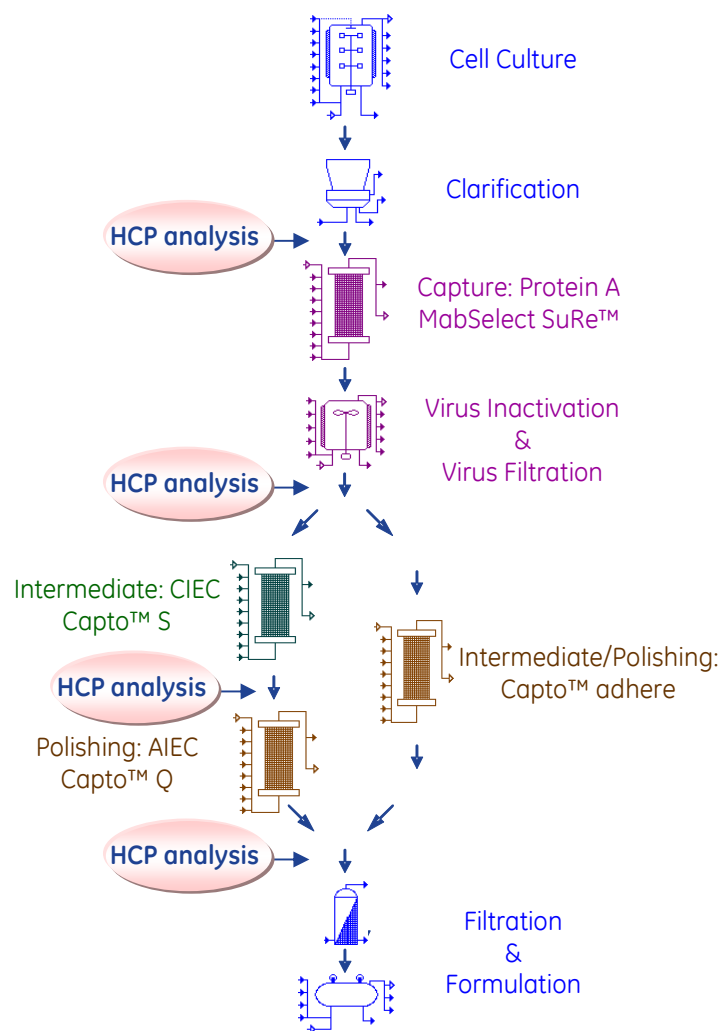 Cell Culture
Clarification
HCP analysis
Capture: Protein A
MabSelect SuRe™
Virus Inactivation
&
Virus Filtration
HCP analysis
Intermediate: CIEC
Capto™ S
Intermediate/Polishing:
Capto™ adhere
HCP analysis
Polishing: AIEC
Capto™ Q
HCP analysis
Filtration
&
Formulation